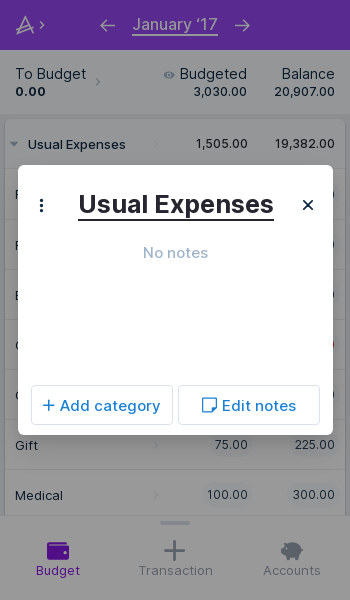 January ‘17
To Budget
0.00
Budgeted
3,030.00
Balance
20,907.00
Usual Expenses 1,505.00 19,382.00
Usual Expenses
No notes
Add category
Edit notes
Gift 75.00 225.00
Medical 100.00 300.00
Budget Transaction Accounts